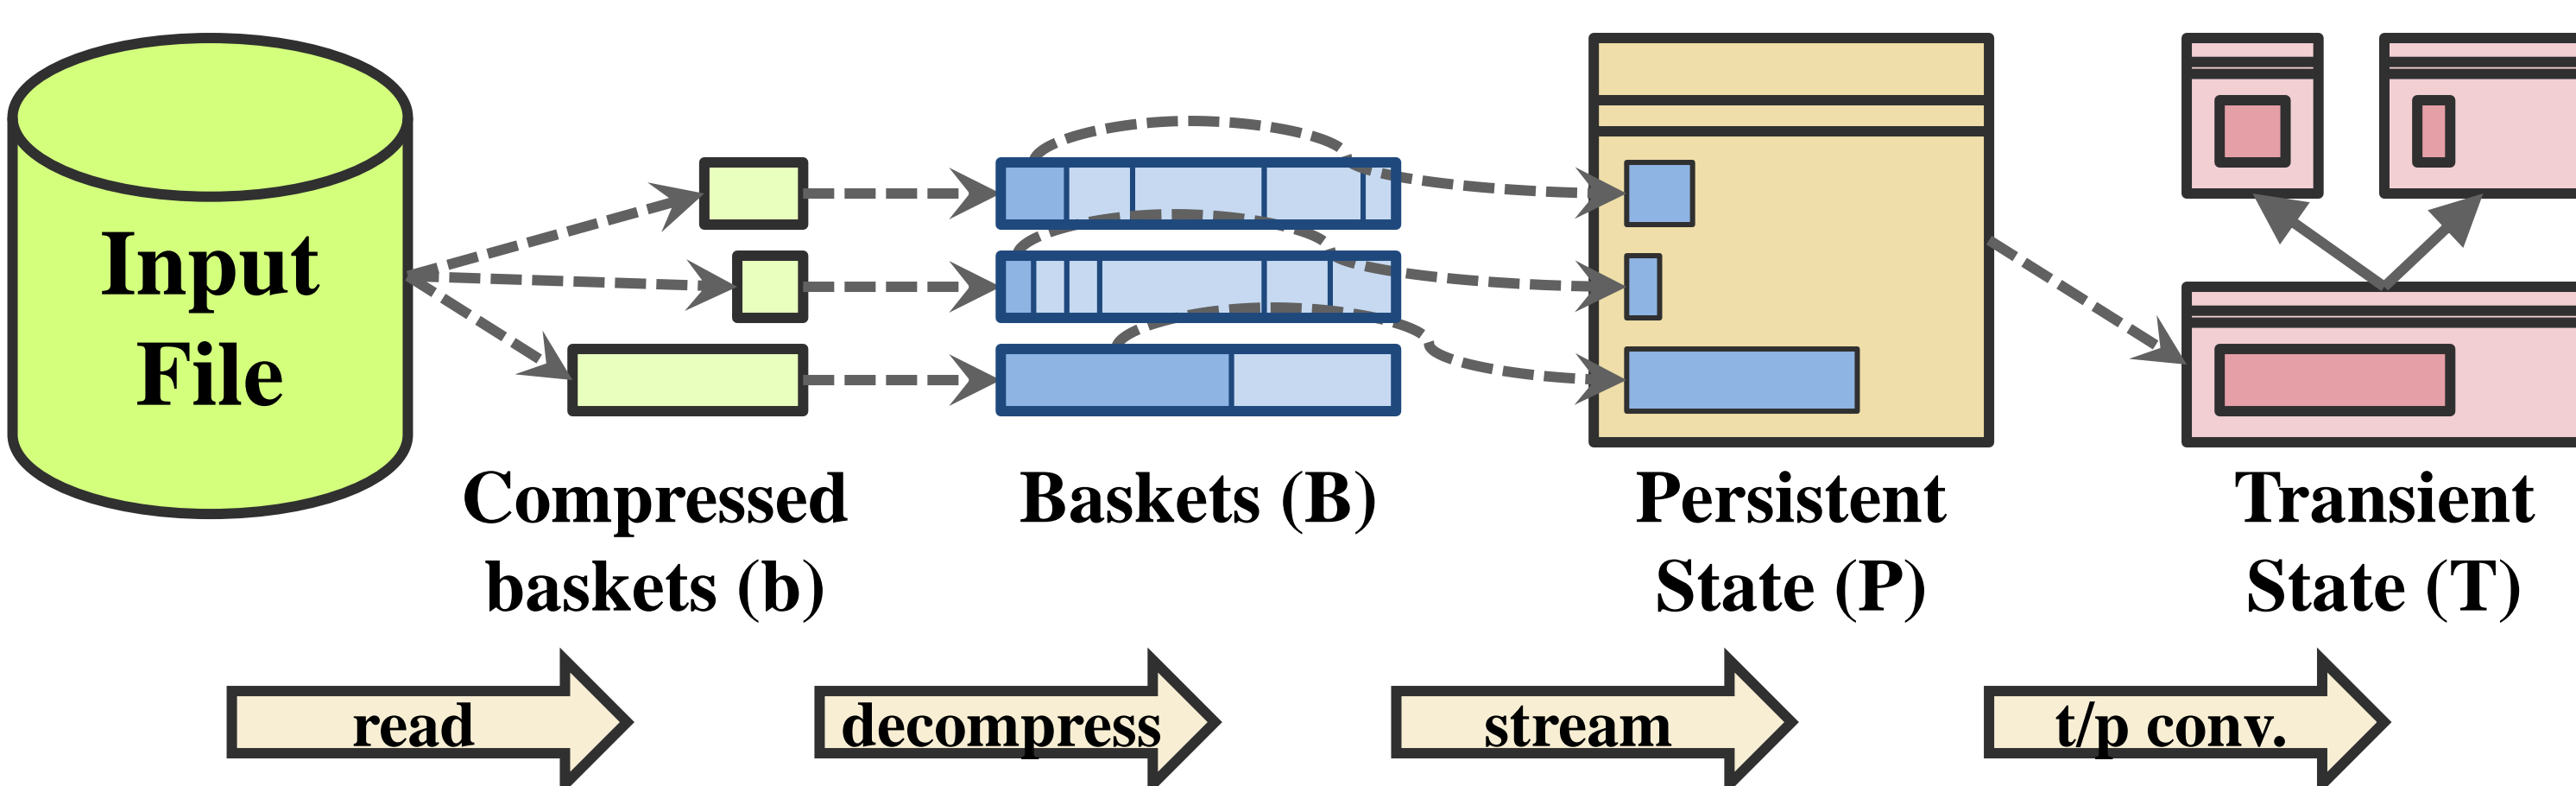 Input
File
Compressed
baskets (b)
Baskets (B)
Persistent
State (P)
Transient
State (T)
read
decompress
stream
t/p conv.